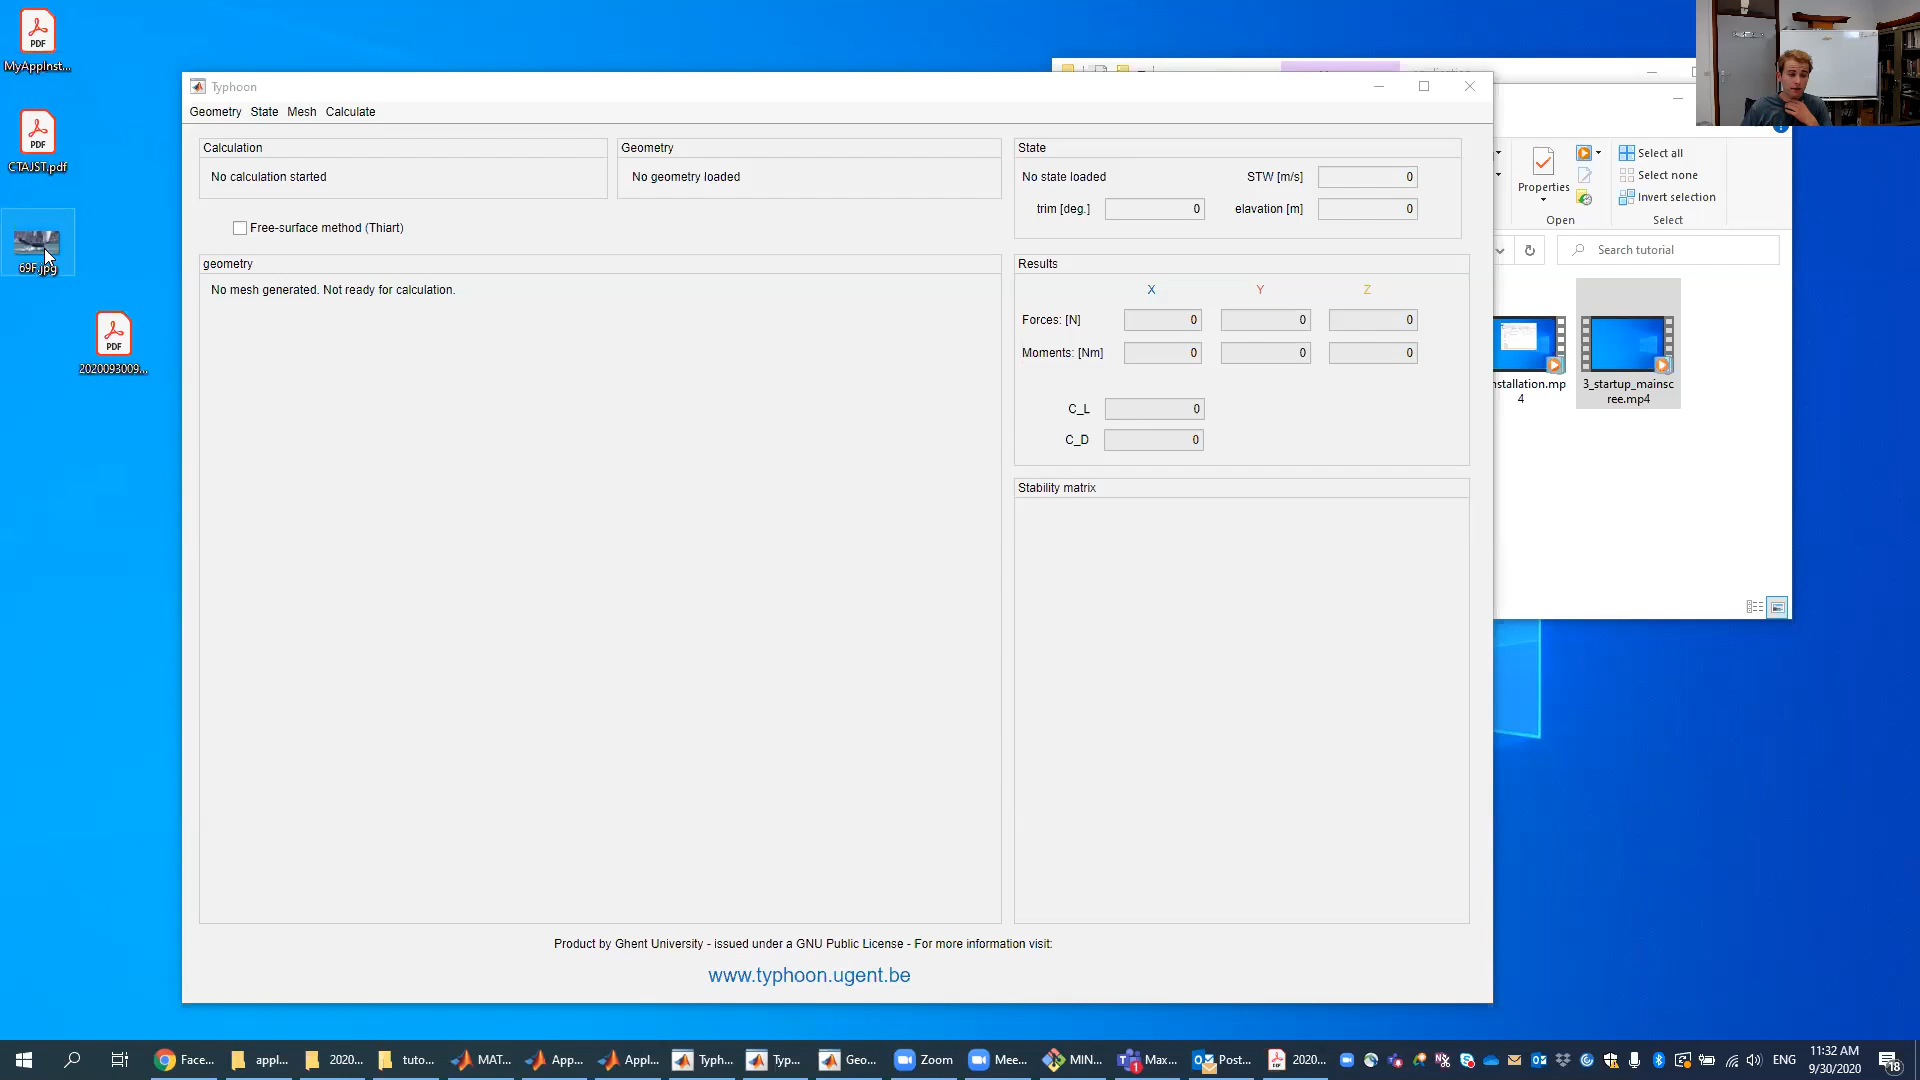 MyAppInst...
CTAJST.pdf
69F.jpg
2020093009...
PDF
PDF
PDF
Typhoon
Geometry State Mesh Calculate
Calculation
No calculation started
Geometry
No geometry loaded
State
No state loaded
STW [m/s] 0
trim [deg.] 0
elavation [m] 0
Free-surface method (Thiart)
geometry
No mesh generated. Not ready for calculation.
Results
X Y Z
Forces: [N] 0 0 0
Moments: [Nm] 0 0 0
C_L 0
C_D 0
Stability matrix
Product by Ghent University - issued under a GNU Public License - For more information visit:
www.typhoon.ugent.be
Properties
Open
Select all
Select none
Invert selection
Select
Search tutorial
nstallation.mp
4
3_startup_mainsc
ree.mp4
Face... appl... 2020... tuto... MAT... App... Appl... Typh... Typ... Geo... Zoom Mee... MIN... Max... Post... 2020... ENG
11:32 AM
9/30/2020
18